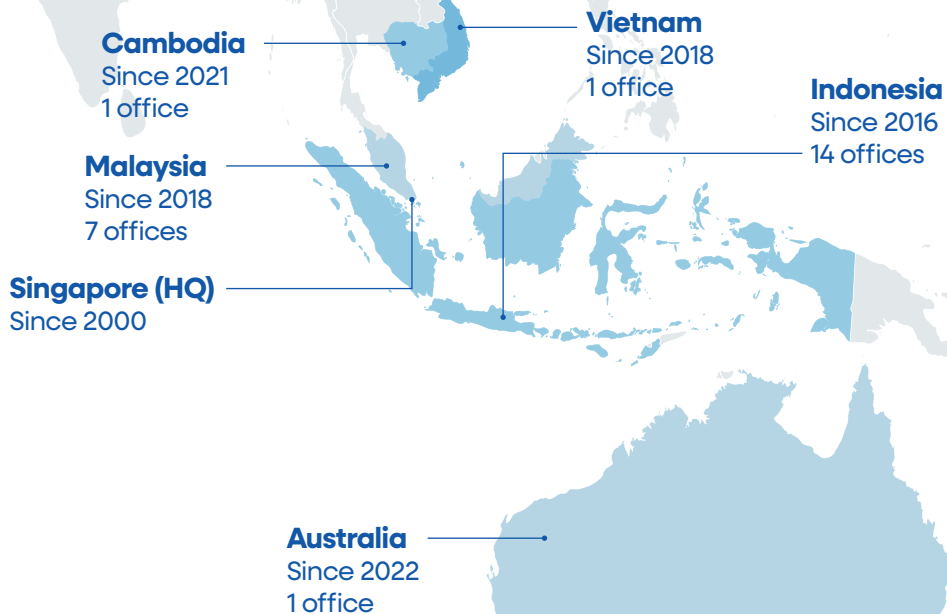 Cambodia
Since 2021
1 office
Vietnam
Since 2018
1 office
Indonesia
Since 2016
14 offices
Malaysia
Since 2018
7 offices
Singapore (HQ)
Since 2000
Australia
Since 2022
1 office